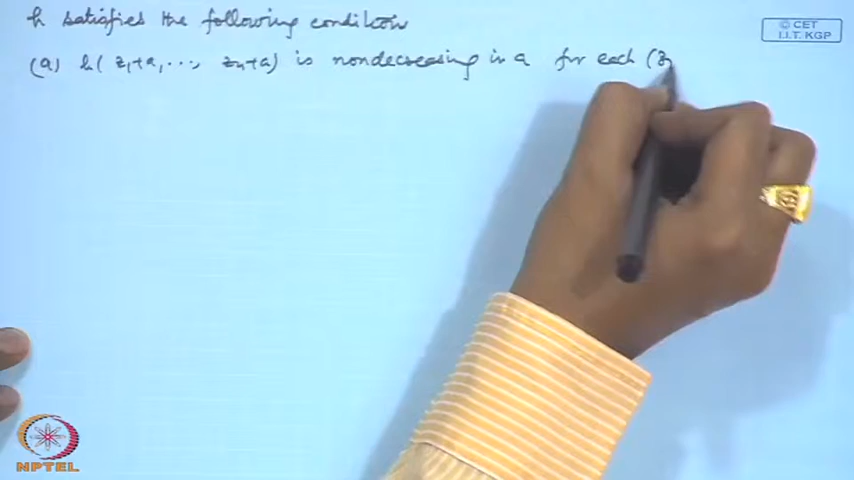 h satisfies the following condition
© CET
I.I.T. KGP
(a) h(z₁+a, ..., zₙ+a) is nondecreasing in a for each (z
NPTEL